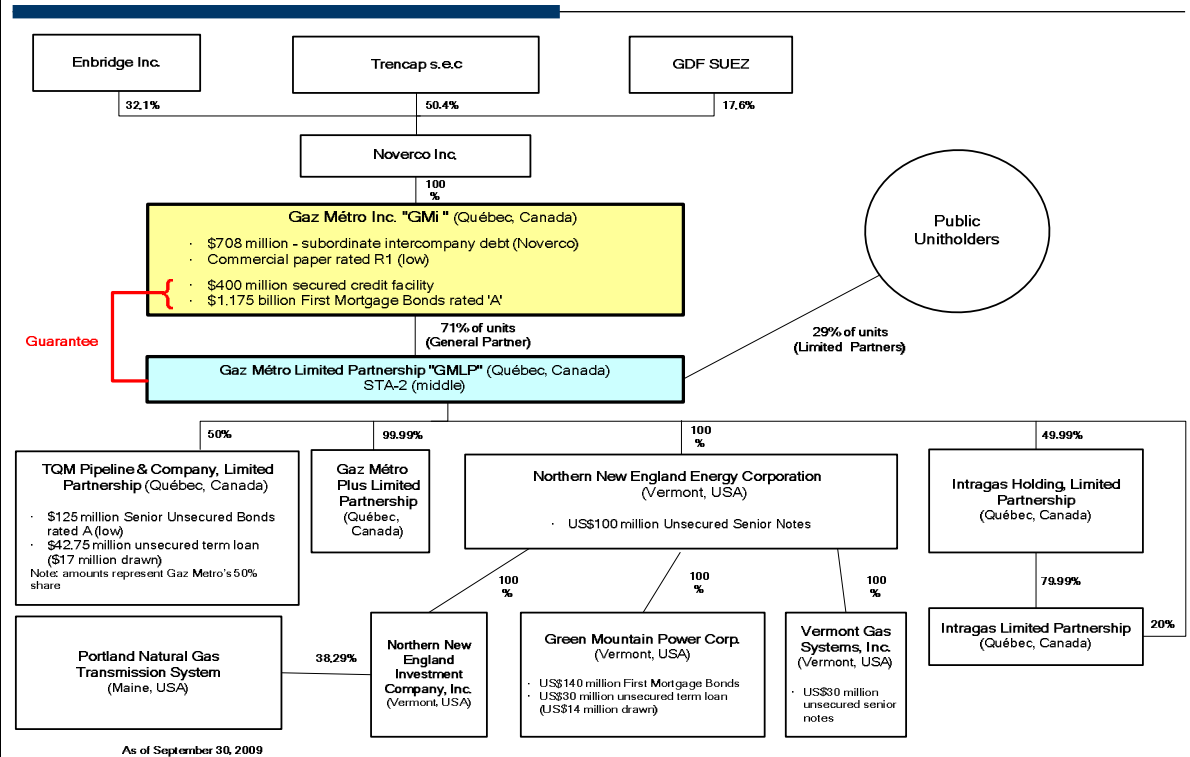 Enbridge Inc.
Trencap s.e.c
GDF SUEZ
32.1%
50.4%
17.6%
Noverco Inc.
100
%
Gaz Métro Inc. "GMi " (Québec, Canada)
· $708 million - subordinate intercompany debt (Noverco)
· Commercial paper rated R1 (low)
· $400 million secured credit facility
· $1.175 billion First Mortgage Bonds rated 'A'
Public
Unitholders
Guarantee
71% of units
(General Partner)
29% of units
(Limited Partners)
Gaz Métro Limited Partnership "GMLP" (Québec, Canada)
STA-2 (middle)
50%
99.99%
100
%
49.99%
TQM Pipeline & Company, Limited
Partnership (Québec, Canada)
· $125 million Senior Unsecured Bonds
rated A (low)
· $42.75 million unsecured term loan
($17 million drawn)
Note: amounts represent Gaz Metro's 50%
share
Gaz Métro
Plus Limited
Partnership
(Québec,
Canada)
Northern New England Energy Corporation
(Vermont, USA)
· US$100 million Unsecured Senior Notes
Intragas Holding, Limited
Partnership
(Québec, Canada)
100
%
100
%
100
%
79.99%
Portland Natural Gas
Transmission System
(Maine, USA)
38.29%
Northern New
England
Investment
Company, Inc.
(Vermont, USA)
Green Mountain Power Corp.
(Vermont, USA)
· US$140 million First Mortgage Bonds
· US$30 million unsecured term loan
(US$14 million drawn)
Vermont Gas
Systems, Inc.
(Vermont, USA)
· US$30 million
unsecured senior
notes
Intragas Limited Partnership
(Québec, Canada)
20%
As of September 30, 2009